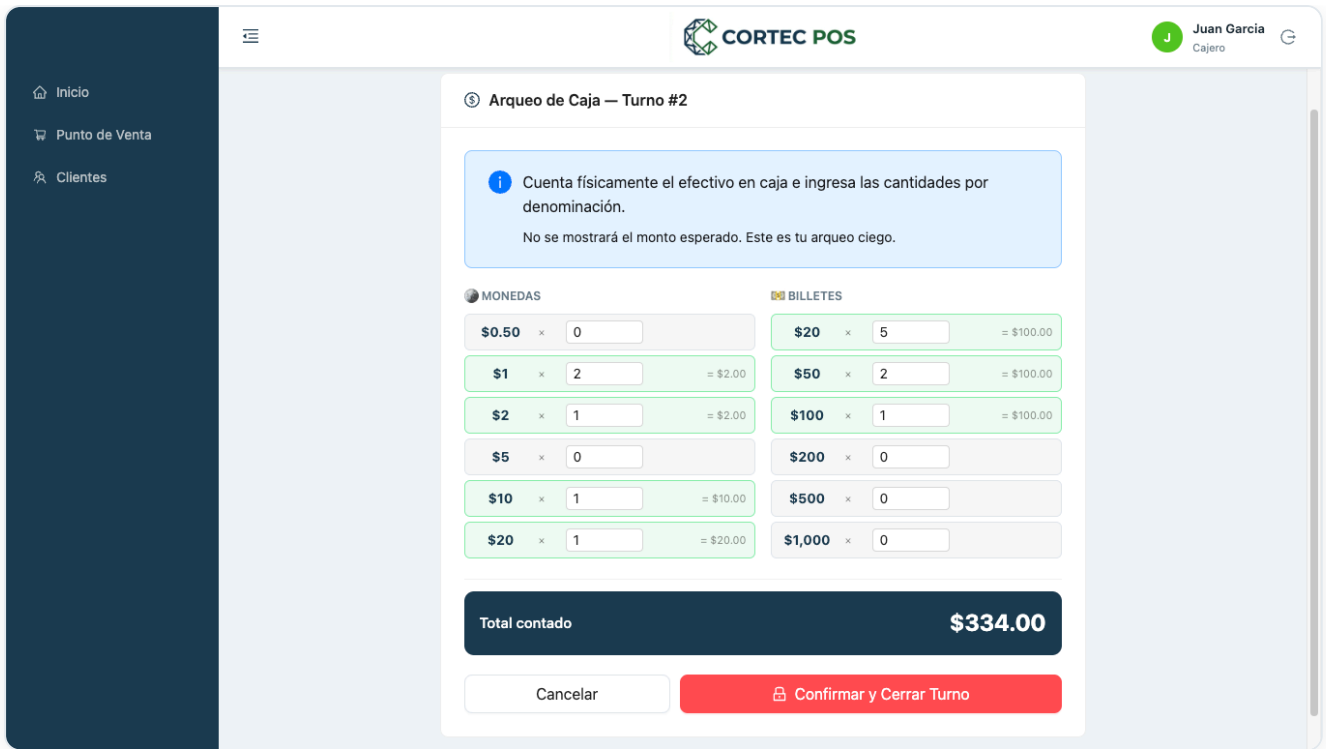 CORTEC POS
J
Juan Garcia
Cajero
Inicio
Punto de Venta
Clientes
Arqueo de Caja — Turno #2
Cuenta físicamente el efectivo en caja e ingresa las cantidades por
denominación.
No se mostrará el monto esperado. Este es tu arqueo ciego.
MONEDAS
$0.50 × 0
$1 × 2 = $2.00
$2 × 1 = $2.00
$5 × 0
$10 × 1 = $10.00
$20 × 1 = $20.00
BILLETES
$20 × 5 = $100.00
$50 × 2 = $100.00
$100 × 1 = $100.00
$200 × 0
$500 × 0
$1,000 × 0
Total contado $334.00
Cancelar
Confirmar y Cerrar Turno